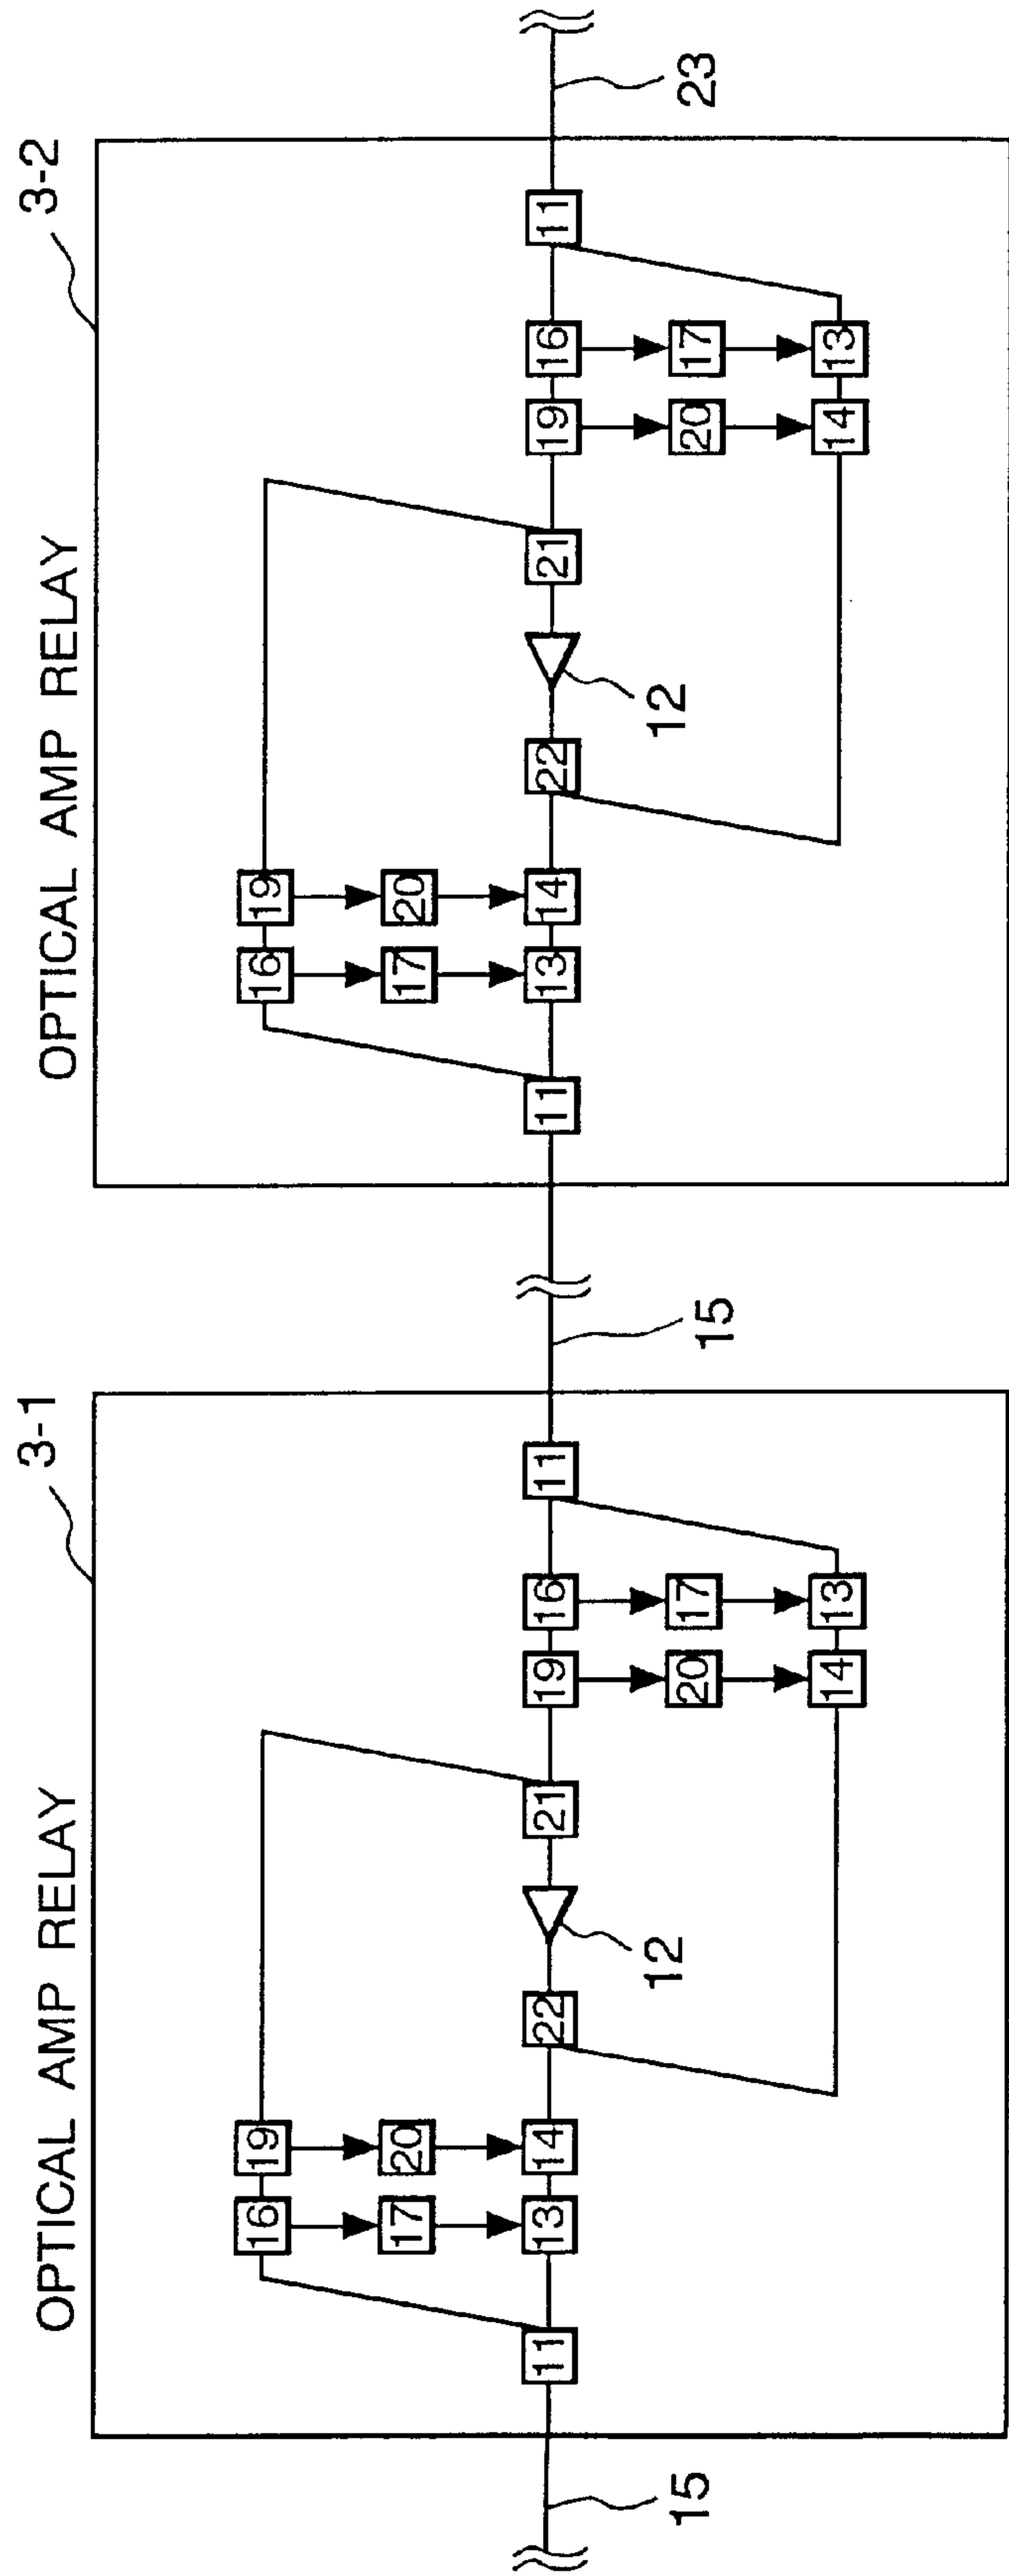 OPTICAL AMP RELAY 3-1
OPTICAL AMP RELAY 3-2
16 19 16 19
17 20 17 20
11 13 14 22 21 19 16 11 11 13 14 22 21 19 16 11
15 12 20 17 15 12 20 17 23
14 13 14 13